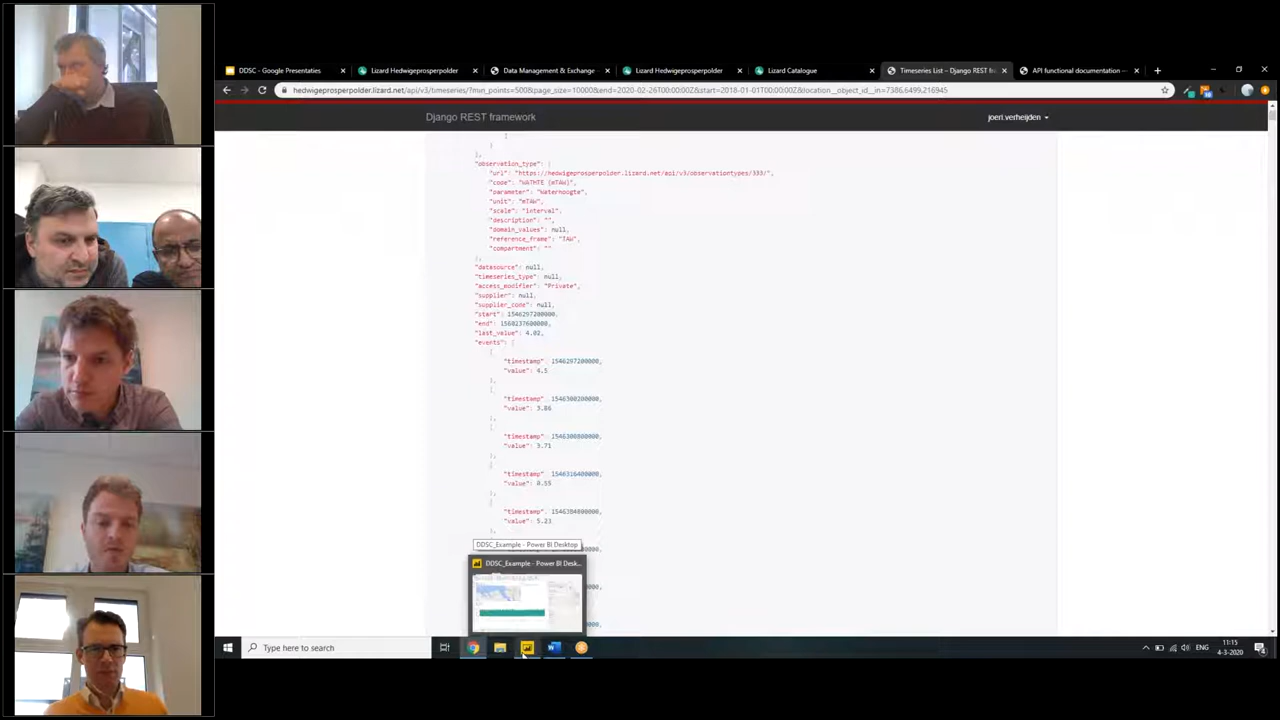 DDSC - Google Presentaties
Lizard Hedwigeprosperpolder
Data Management & Exchange
Lizard Hedwigeprosperpolder
Lizard Catalogue
Timeseries List – Django REST fra
API functional documentation —
hedwigeprosperpolder.lizard.net/api/v3/timeseries/?min_points=500&page_size=10000&end=2020-02-26T00:00:00Z&start=2018-01-01T00:00:00Z&location__object_id__in=7386.6499.216945
Django REST framework
joeri.verheijden
}
},
"observation_type": {
"url": "https://hedwigeprosperpolder.lizard.net/api/v3/observationtypes/333/",
"code": "WATHTE [mTAW]",
"parameter": "Waterhoogte",
"unit": "mTAW",
"scale": "interval",
"description": "",
"domain_values": null,
"reference_frame": "TAW",
"compartment": ""
},
"datasource": null,
"timeseries_type": null,
"access_modifier": "Private",
"supplier": null,
"supplier_code": null,
"start": 1546297200000,
"end": 1560237600000,
"last_value": 4.02,
"events": [
{
"timestamp": 1546297200000,
"value": 4.5
},
{
"timestamp": 1546300200000,
"value": 3.86
},
{
"timestamp": 1546300800000,
"value": 3.71
},
{
"timestamp": 1546316400000,
"value": 0.55
},
{
"timestamp": 1546384800000,
"value": 5.23
},
DDSC_Example - Power BI Desktop
DDSC_Example - Power BI Desk...
Type here to search
ENG
11:15
4-3-2020